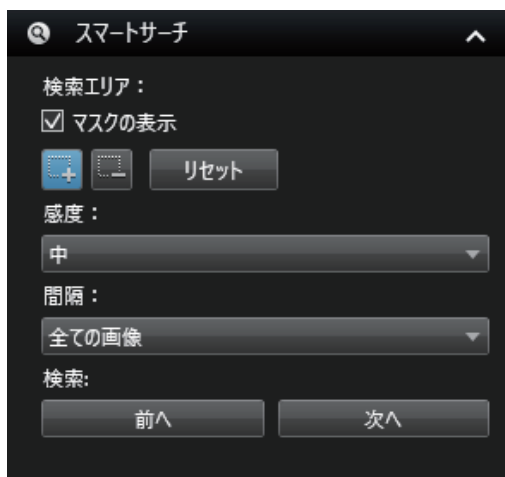 スマートサーチ
検索エリア：
マスクの表示
リセット
感度：
中
間隔：
全ての画像
検索:
前へ
次へ